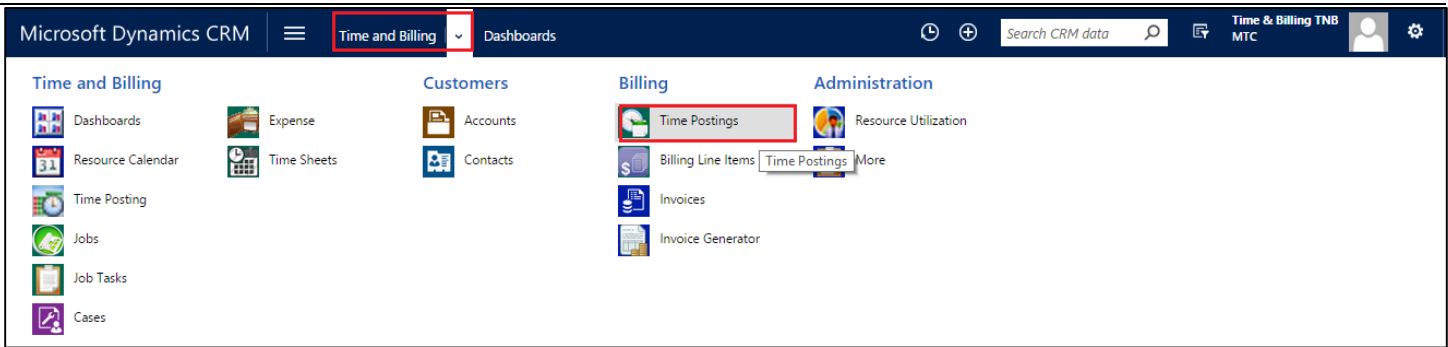 Microsoft Dynamics CRM
Time and Billing
Dashboards
Search CRM data
Time & Billing TNB
MTC
Time and Billing
Dashboards
Resource Calendar
Time Posting
Jobs
Job Tasks
Cases
Expense
Time Sheets
Customers
Accounts
Contacts
Billing
Time Postings
Billing Line Items
Time Postings
Invoices
Invoice Generator
Administration
Resource Utilization
More
31
$